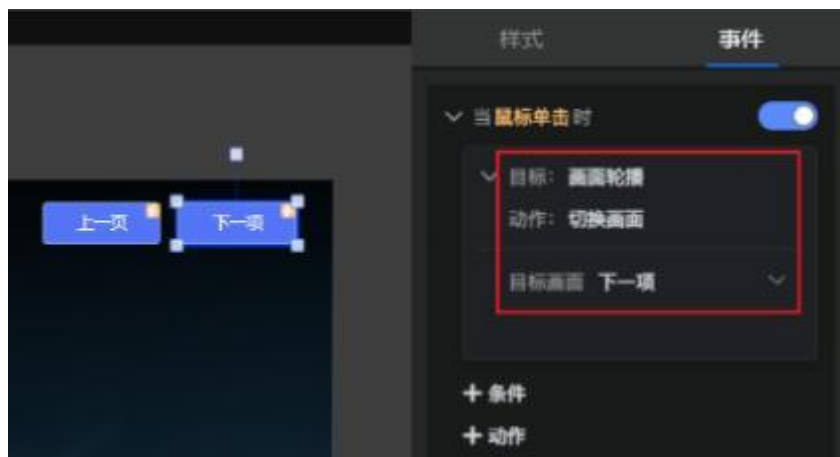 样式 事件
当鼠标单击时
目标： 画面轮播
上一页 下一项
动作： 切换画面
目标画面 下一项
条件
动作